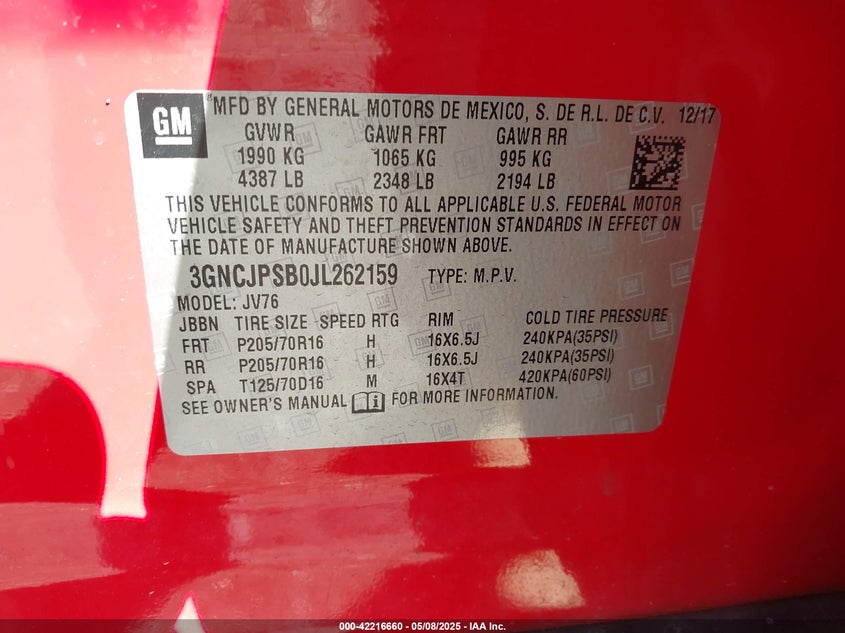 GM
MFD BY GENERAL MOTORS DE MEXICO, S. DE R.L. DE C.V. 12/17
GVWR GAWR FRT GAWR RR
1990 KG 1065 KG 995 KG
4387 LB 2348 LB 2194 LB
THIS VEHICLE CONFORMS TO ALL APPLICABLE U.S. FEDERAL MOTOR
VEHICLE SAFETY AND THEFT PREVENTION STANDARDS IN EFFECT ON
THE DATE OF MANUFACTURE SHOWN ABOVE.
3GNCJPSB0JL262159 TYPE: M.P.V.
MODEL: JV76
JBBN TIRE SIZE SPEED RTG RIM COLD TIRE PRESSURE
FRT P205/70R16 H 16X6.5J 240KPA(35PSI)
RR P205/70R16 H 16X6.5J 240KPA(35PSI)
SPA T125/70D16 M 16X4T 420KPA(60PSI)
SEE OWNER'S MANUAL FOR MORE INFORMATION.
000-42216660 - 05/08/2025 - IAA Inc.